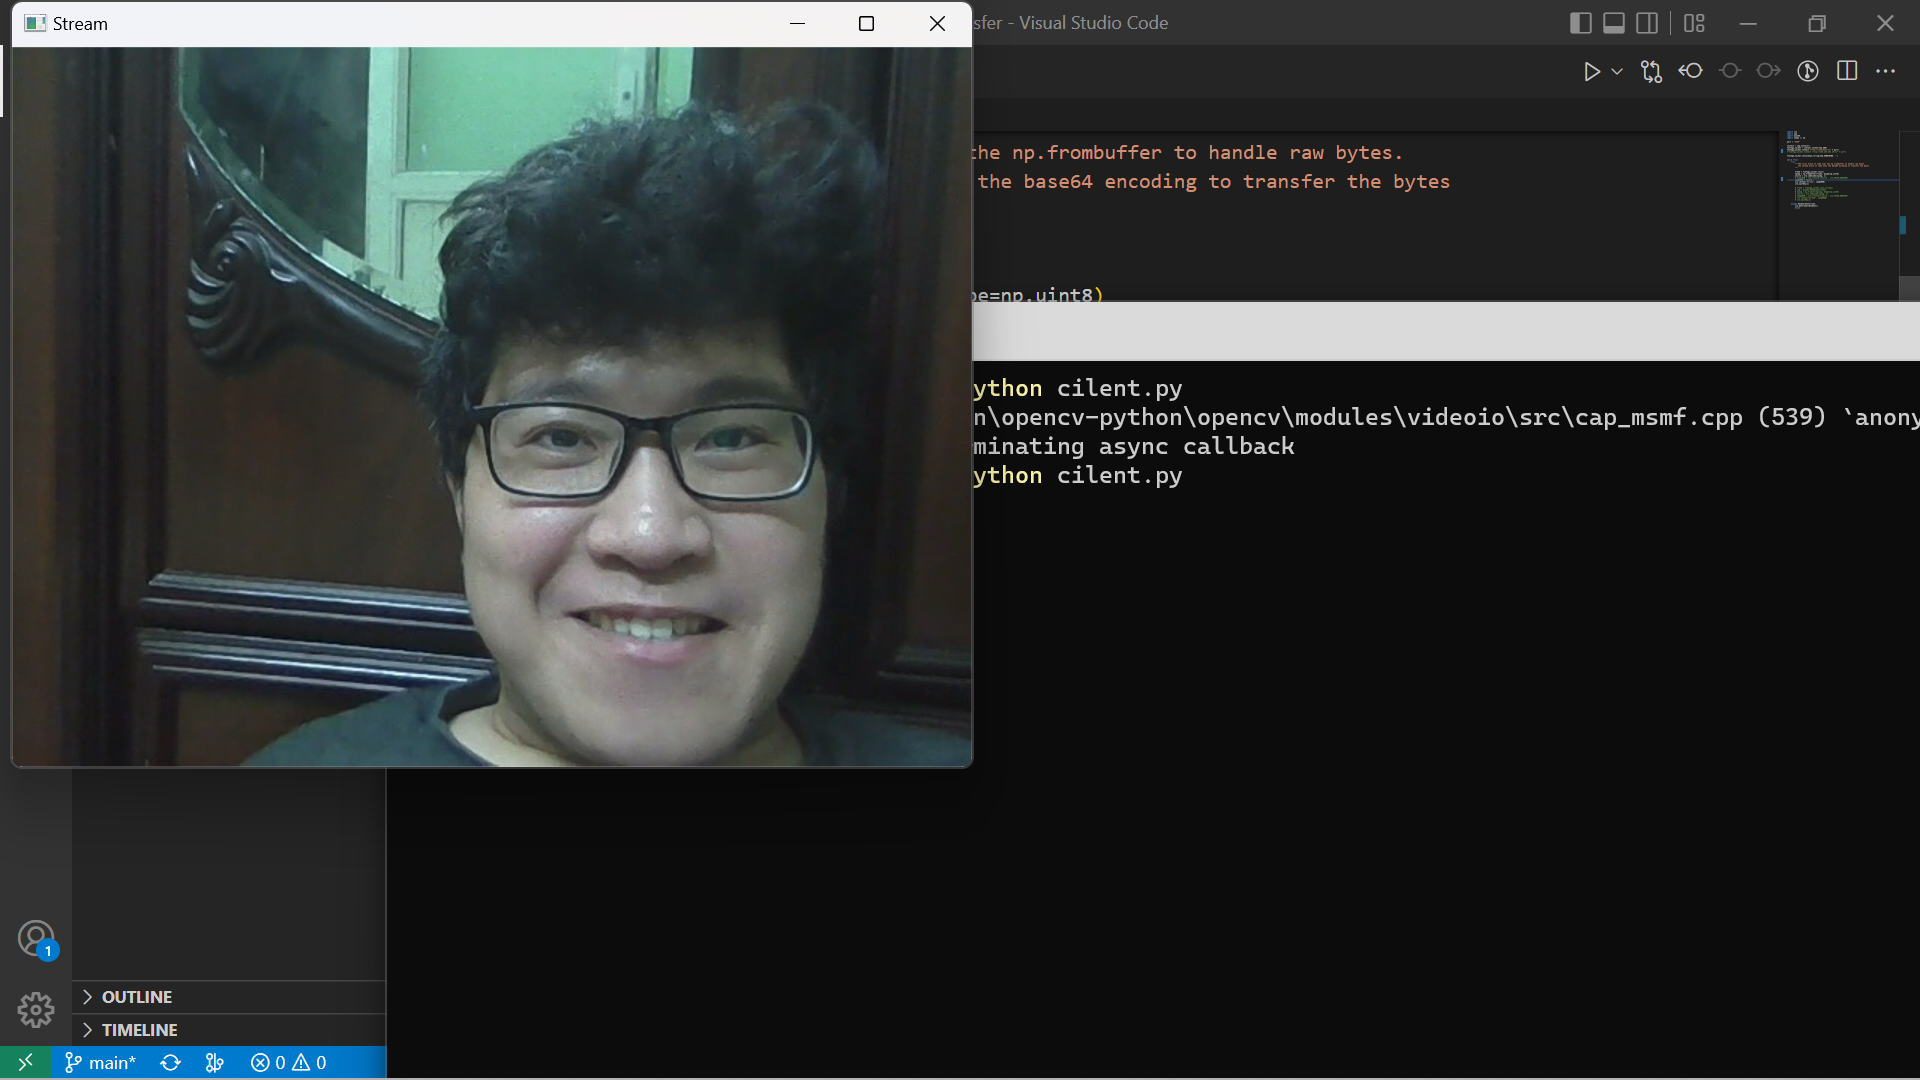 Stream
sfer - Visual Studio Code
the np.frombuffer to handle raw bytes.
the base64 encoding to transfer the bytes
pe=np.uint8)
ython cilent.py
n\opencv-python\opencv\modules\videoio\src\cap_msmf.cpp (539) `anony
minating async callback
ython cilent.py
1
OUTLINE
TIMELINE
main* 0 0